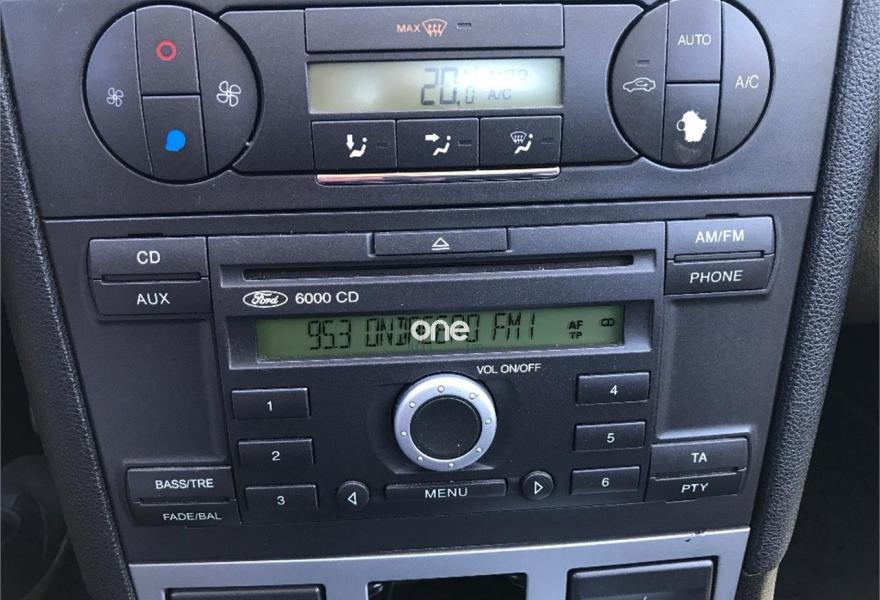 MAX
AUTO
20.0 AUTO
A/C
A/C
CD
AM/FM
AUX
PHONE
Ford 6000 CD
95.3 FM1 AF
TP
one
VOL ON/OFF
1
4
2
5
3
6
BASS/TRE
TA
MENU
FADE/BAL
PTY